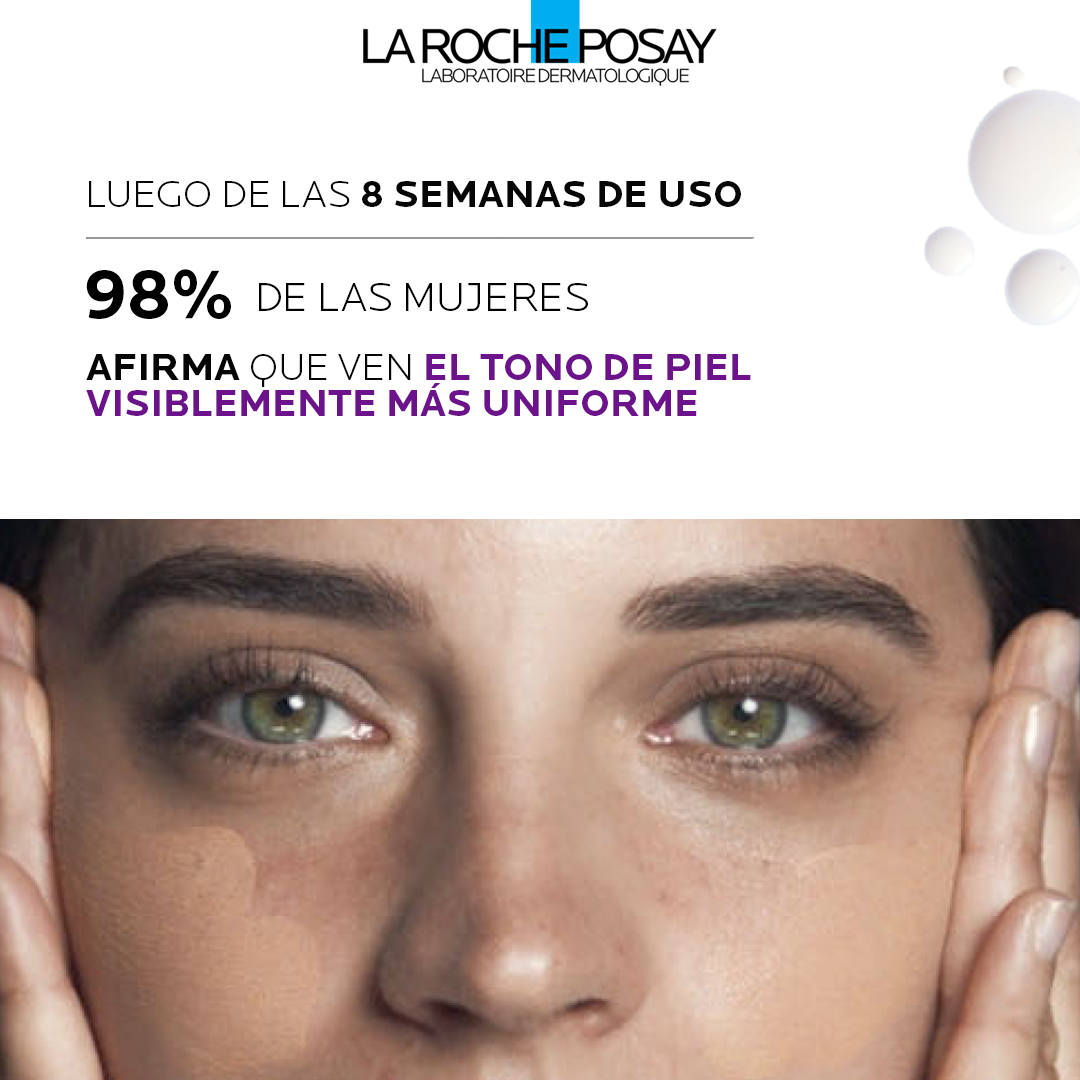 LA ROCHE POSAY
LABORATOIRE DERMATOLOGIQUE
LUEGO DE LAS 8 SEMANAS DE USO
98% DE LAS MUJERES
AFIRMA QUE VEN EL TONO DE PIEL
VISIBLEMENTE MÁS UNIFORME